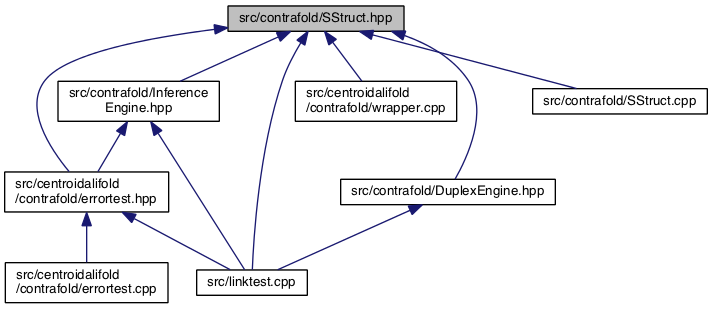 src/contrafold/SStruct.hpp
src/contrafold/Inference
Engine.hpp
src/centroidalifold
/contrafold/wrapper.cpp
src/contrafold/SStruct.cpp
src/centroidalifold
/contrafold/errortest.hpp
src/contrafold/DuplexEngine.hpp
src/centroidalifold
/contrafold/errortest.cpp
src/linktest.cpp